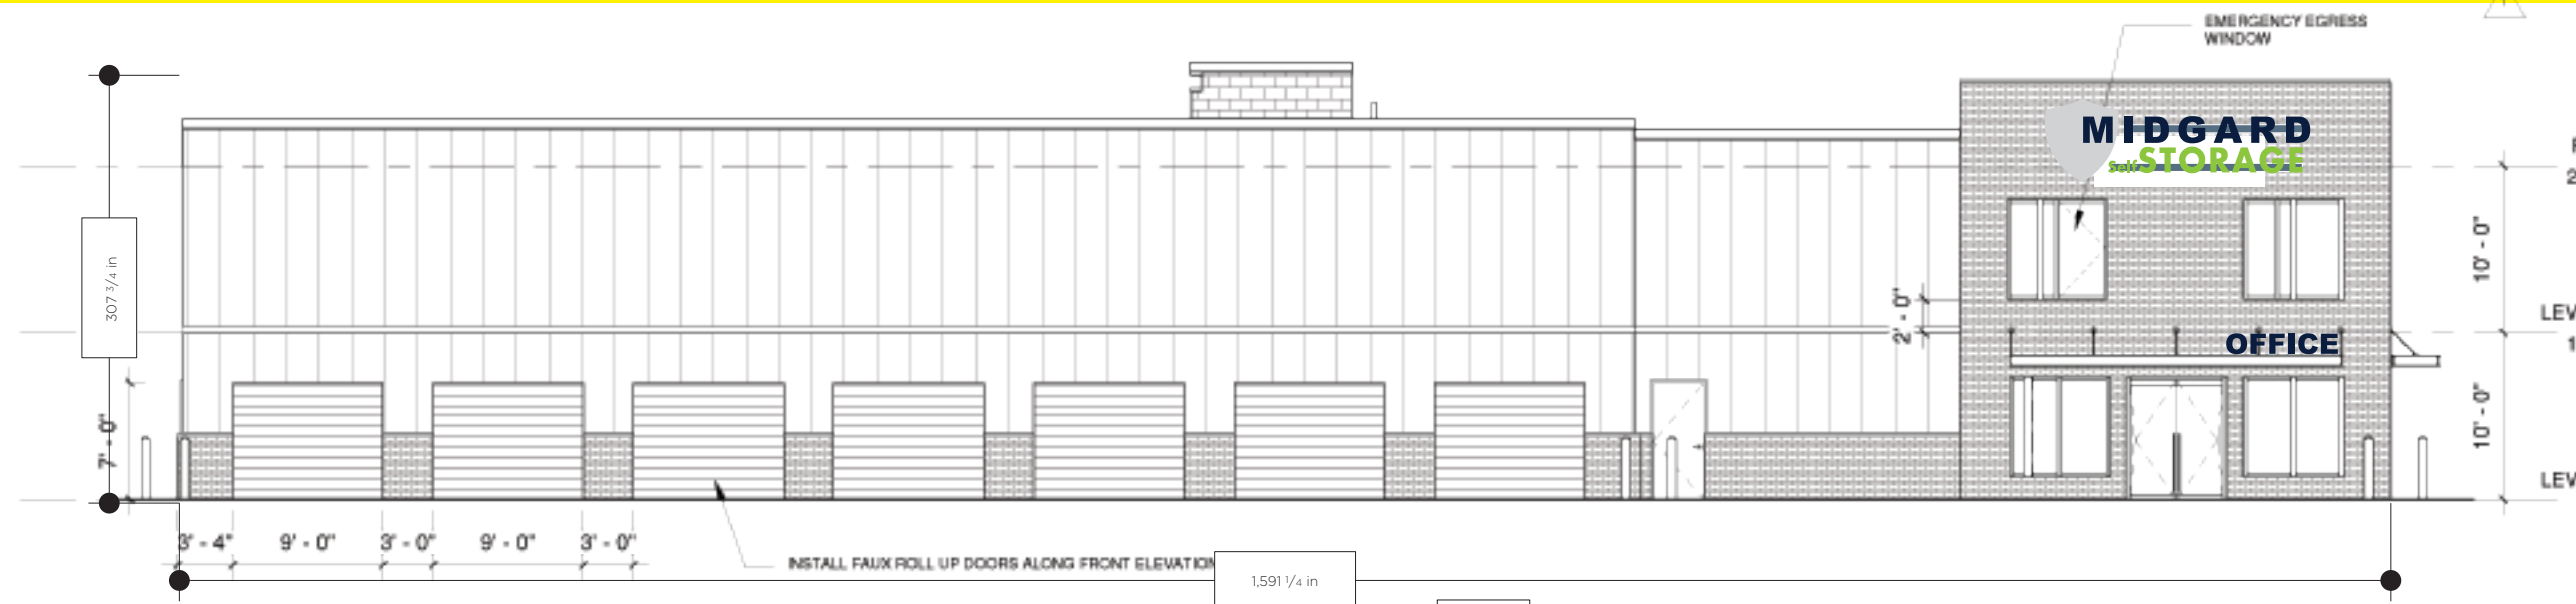 EMERGENCY EGRESS
WINDOW
MIDGARD
Self STORAGE
307 3/4 in
10' - 0"
2' - 0"
LEV
OFFICE
7' - 0"
10' - 0"
LEV
3' - 4"
9' - 0"
3' - 0"
9' - 0"
3' - 0"
INSTALL FAUX ROLL UP DOORS ALONG FRONT ELEVATION
1,591 1/4 in